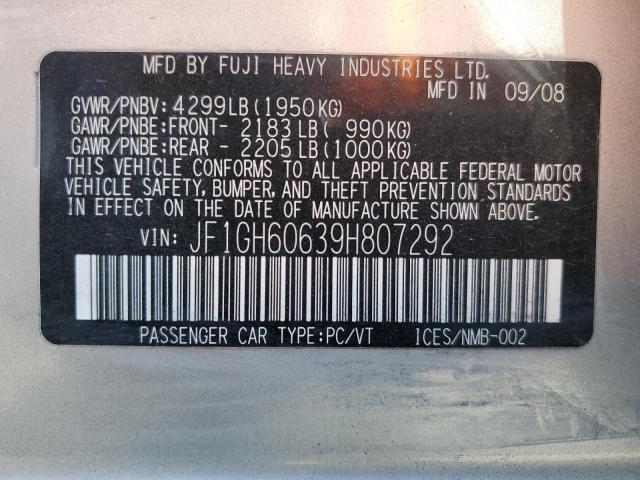 MFD BY FUJI HEAVY INDUSTRIES LTD.
MFD IN 09/08
GVWR/PNBV: 4299LB (1950KG)
GAWR/PNBE:FRONT- 2183LB ( 990KG)
GAWR/PNBE:REAR - 2205LB (1000KG)
THIS VEHICLE CONFORMS TO ALL APPLICABLE FEDERAL MOTOR
VEHICLE SAFETY, BUMPER, AND THEFT PREVENTION STANDARDS
IN EFFECT ON THE DATE OF MANUFACTURE SHOWN ABOVE.
VIN: JF1GH60639H807292
PASSENGER CAR TYPE:PC/VT ICES/NMB-002